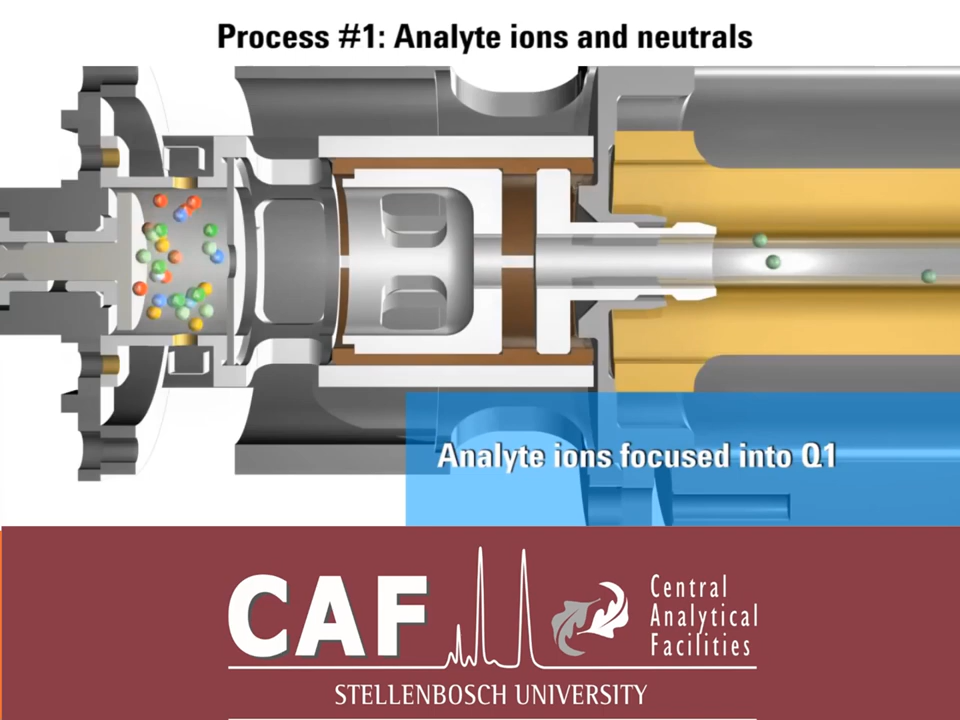 Process #1: Analyte ions and neutrals
Analyte ions focused into Q1
CAF
Central
Analytical
Facilities
STELLENBOSCH UNIVERSITY